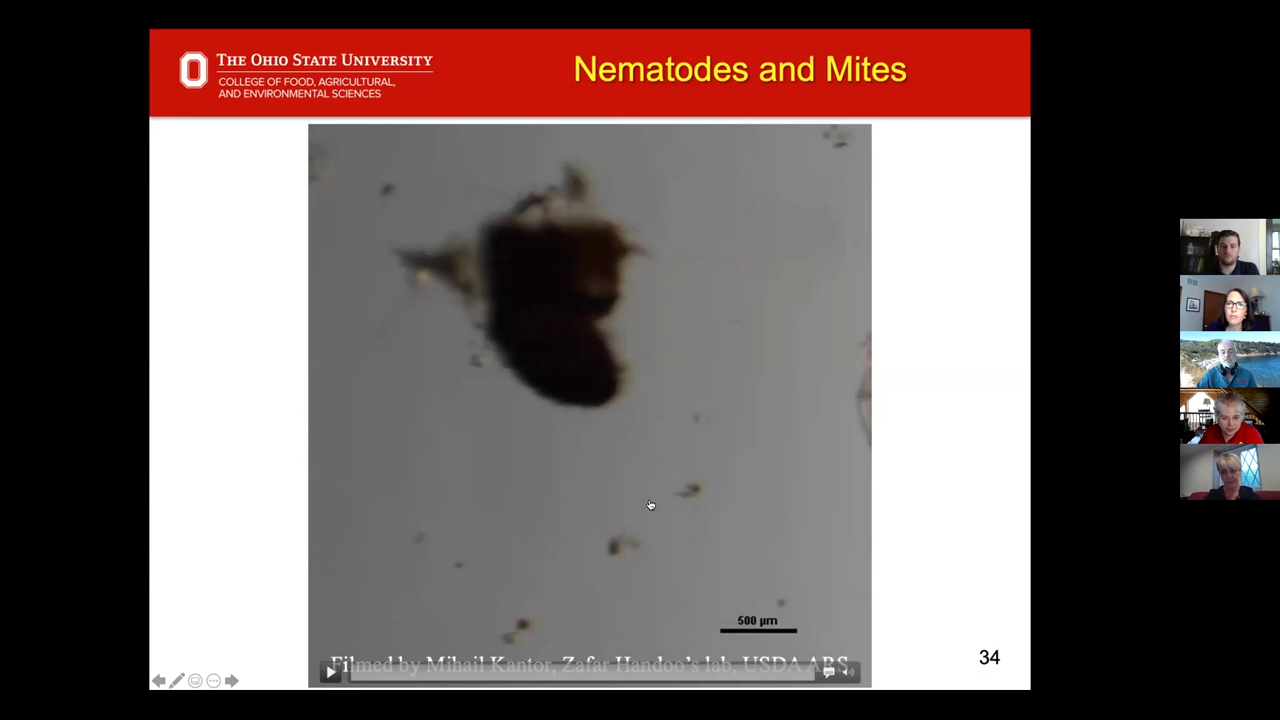 THE OHIO STATE UNIVERSITY
COLLEGE OF FOOD, AGRICULTURAL,
AND ENVIRONMENTAL SCIENCES
Nematodes and Mites
500 µm
Filmed by Mihail Kantor, Zafar Handoo's lab, USDA ARS
34